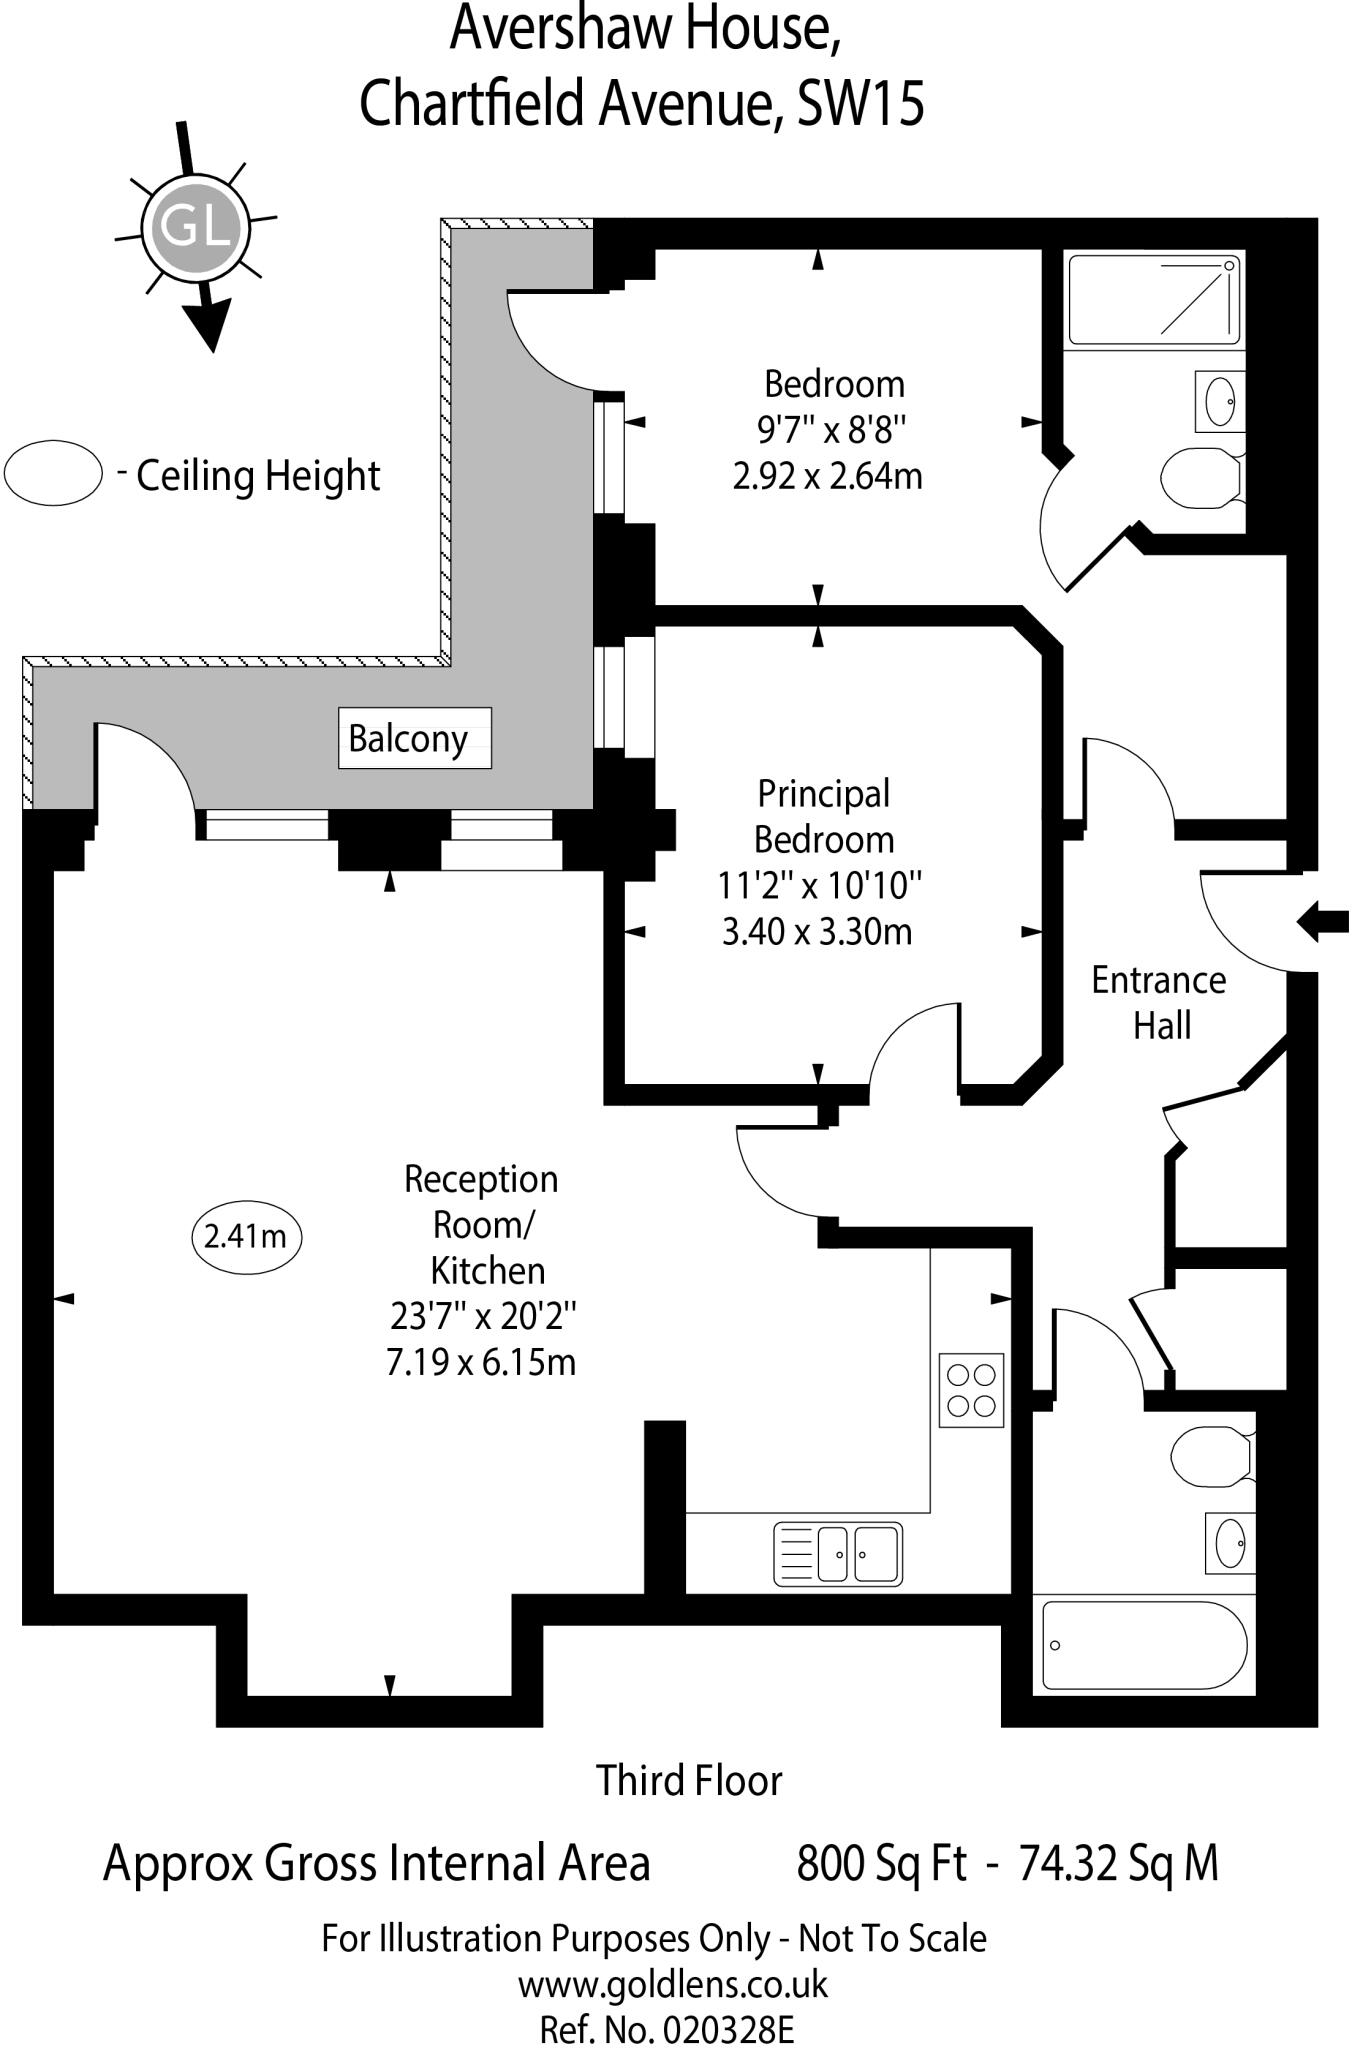 Avershaw House,
Chartfield Avenue, SW15
GL
- Ceiling Height
Bedroom
9'7" x 8'8"
2.92 x 2.64m
Balcony
Principal
Bedroom
11'2" x 10'10"
3.40 x 3.30m
Entrance
Hall
Reception
Room/
Kitchen
23'7" x 20'2"
7.19 x 6.15m
2.41m
Third Floor
Approx Gross Internal Area 800 Sq Ft - 74.32 Sq M
For Illustration Purposes Only - Not To Scale
www.goldlens.co.uk
Ref. No. 020328E